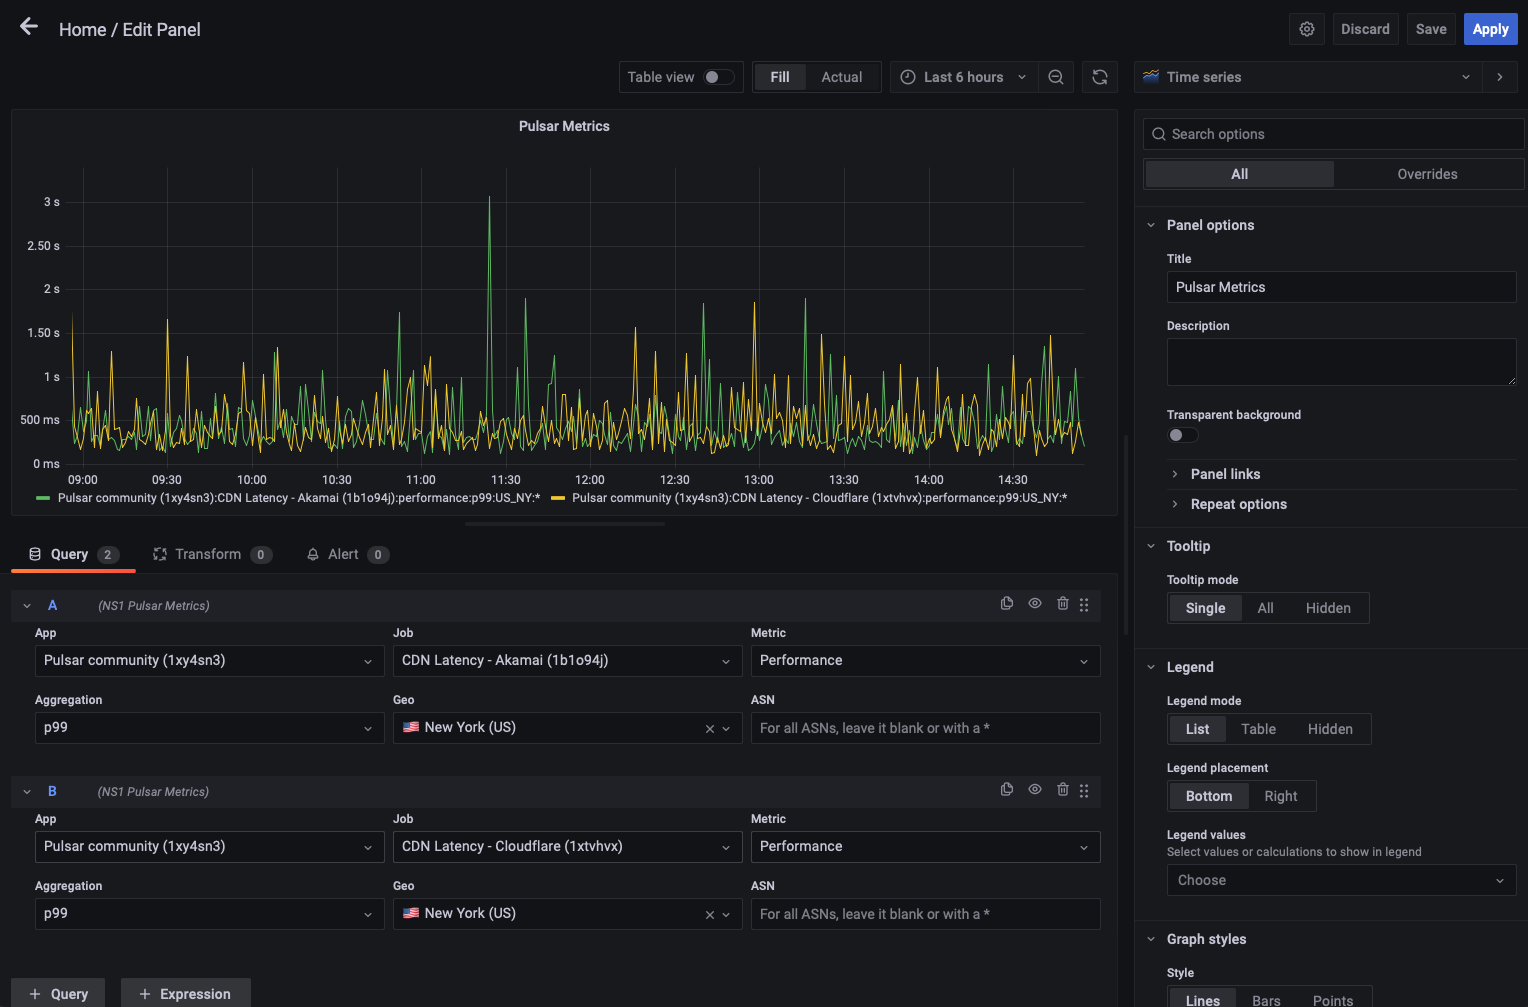 Home / Edit Panel
Discard
Save
Apply
Table view
Fill
Actual
Last 6 hours
Time series
Pulsar Metrics
3 s
2.50 s
2 s
1.50 s
1 s
500 ms
0 ms
09:00
09:30
10:00
10:30
11:00
11:30
12:00
12:30
13:00
13:30
14:00
14:30
Pulsar community (1xy4sn3):CDN Latency - Akamai (1b1o94j):performance:p99:US_NY:*
Pulsar community (1xy4sn3):CDN Latency - Cloudflare (1xtvhvx):performance:p99:US_NY:*
Query 2
Transform 0
Alert 0
A (NS1 Pulsar Metrics)
App
Job
Metric
Pulsar community (1xy4sn3)
CDN Latency - Akamai (1b1o94j)
Performance
Aggregation
Geo
ASN
p99
New York (US)
For all ASNs, leave it blank or with a *
B (NS1 Pulsar Metrics)
App
Job
Metric
Pulsar community (1xy4sn3)
CDN Latency - Cloudflare (1xtvhvx)
Performance
Aggregation
Geo
ASN
p99
New York (US)
For all ASNs, leave it blank or with a *
+ Query
+ Expression
Search options
All
Overrides
Panel options
Title
Pulsar Metrics
Description
Transparent background
Panel links
Repeat options
Tooltip
Tooltip mode
Single
All
Hidden
Legend
Legend mode
List
Table
Hidden
Legend placement
Bottom
Right
Legend values
Select values or calculations to show in legend
Choose
Graph styles
Style
Lines
Bars
Points